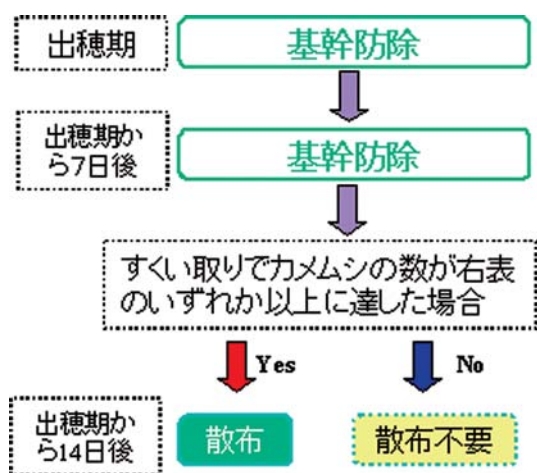 出穂期
基幹防除
出穂期か
ら7日後
基幹防除
すくい取りでカメムシの数が右表
のいずれか以上に達した場合
Yes
No
出穂期か
ら14日後
散布
散布不要